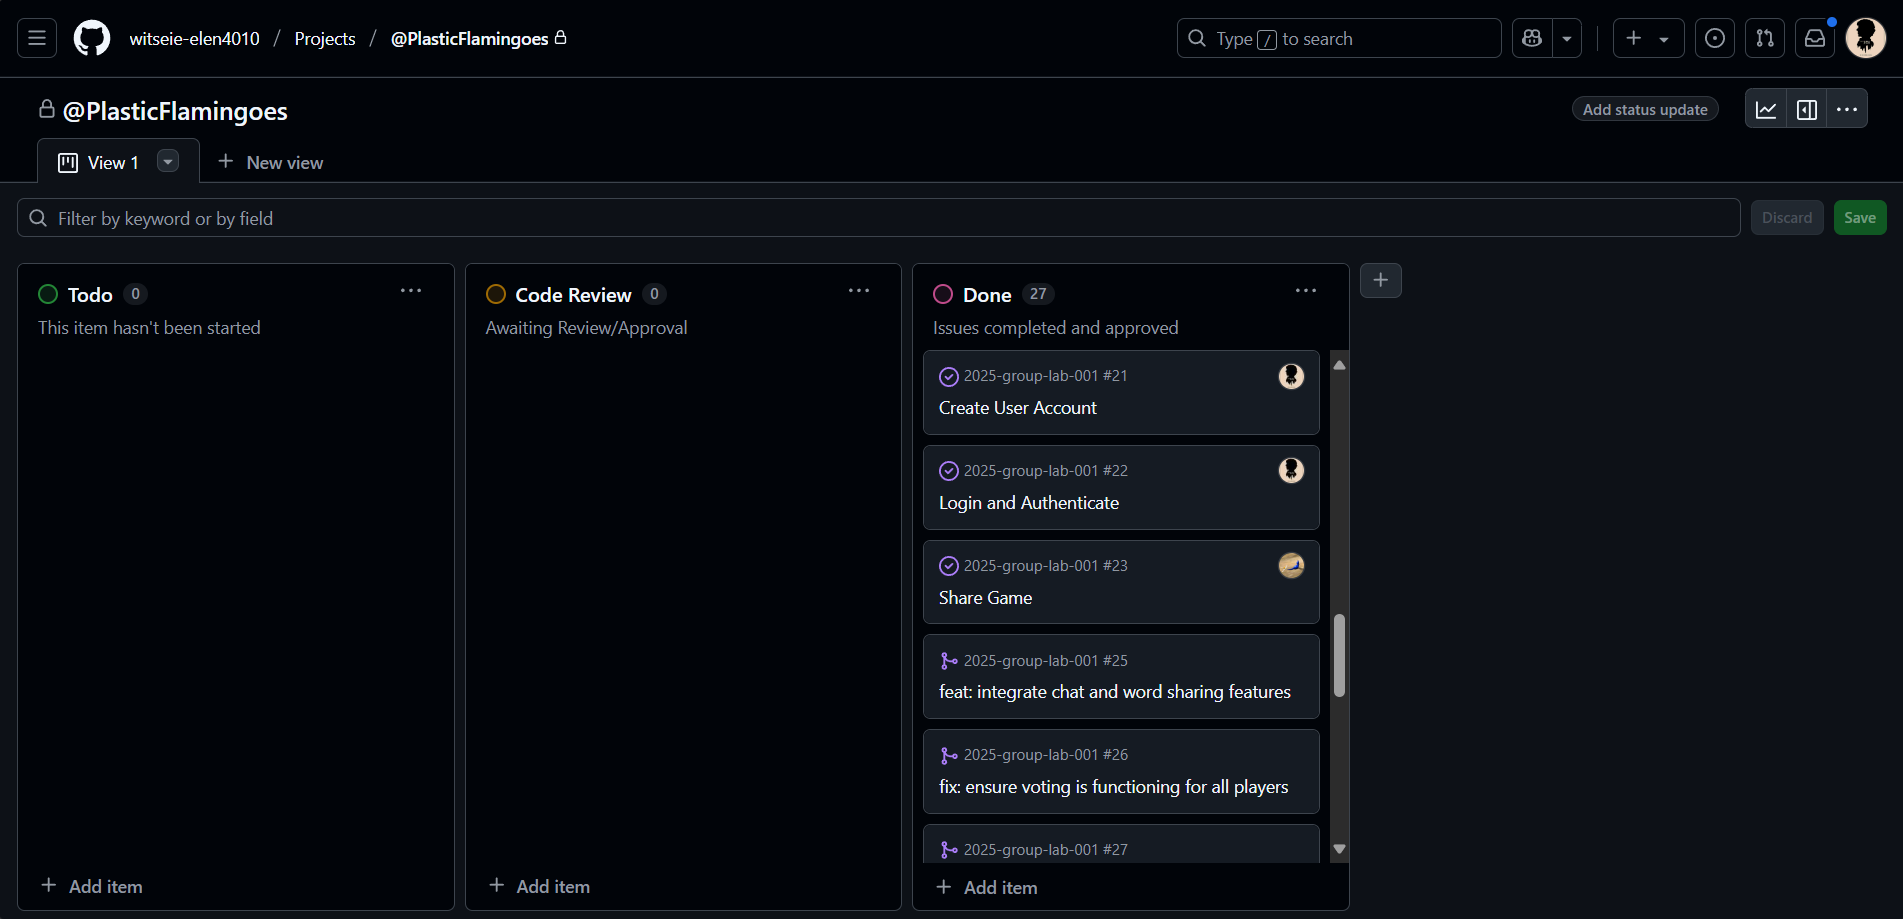 witseie-elen4010 / Projects / @PlasticFlamingoes
Type / to search
@PlasticFlamingoes
Add status update
View 1
New view
Filter by keyword or by field
Discard
Save
Todo 0
This item hasn't been started
Add item
Code Review 0
Awaiting Review/Approval
Add item
Done 27
Issues completed and approved
2025-group-lab-001 #21
Create User Account
2025-group-lab-001 #22
Login and Authenticate
2025-group-lab-001 #23
Share Game
2025-group-lab-001 #25
feat: integrate chat and word sharing features
2025-group-lab-001 #26
fix: ensure voting is functioning for all players
2025-group-lab-001 #27
Add item